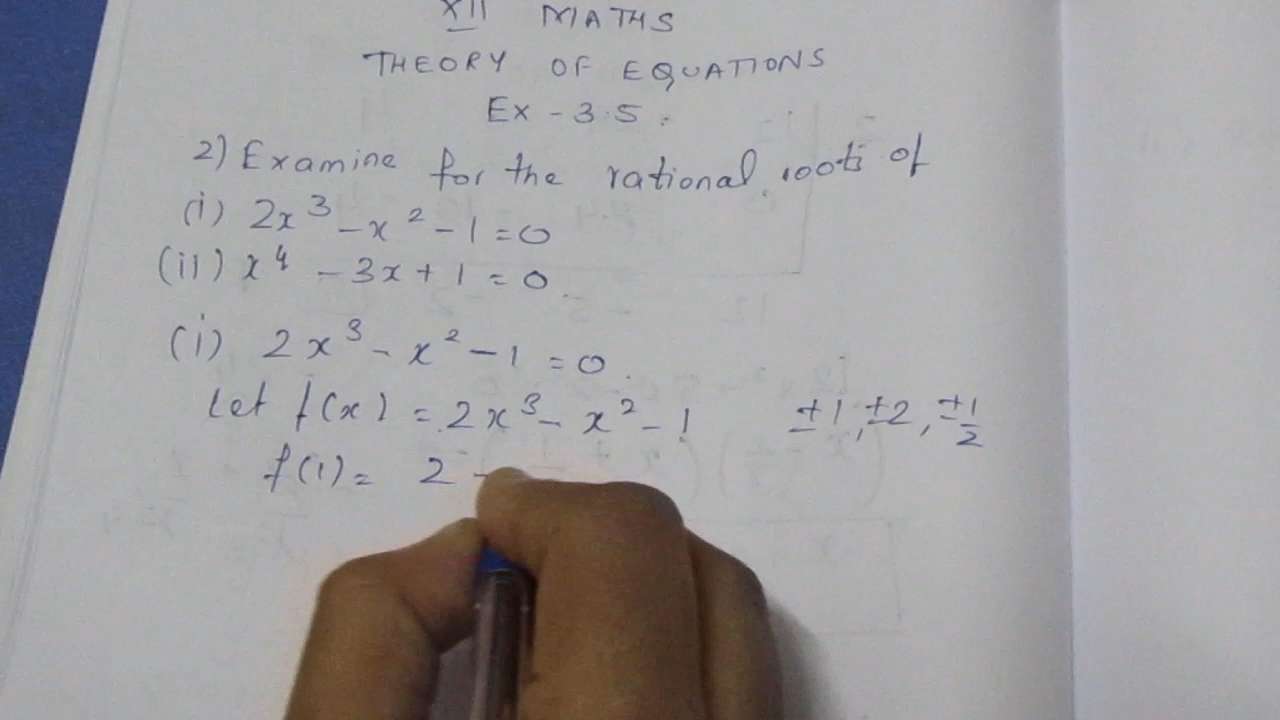 XII MATHS
THEORY OF EQUATIONS
Ex - 3.5.
2) Examine for the rational roots of
(i) 2x³ - x² - 1 = 0
(ii) x⁴ - 3x + 1 = 0.
(i) 2x³ - x² - 1 = 0.
Let f(x) = 2x³ - x² - 1 ±1, ±2, ±1/2
f(1) = 2 -